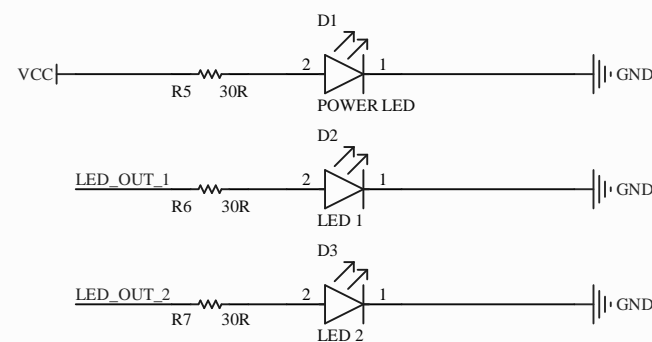 D1
VCC 2 1 GND
R5 30R POWER LED
D2
LED_OUT_1 2 1 GND
R6 30R LED 1
D3
LED_OUT_2 2 1 GND
R7 30R LED 2